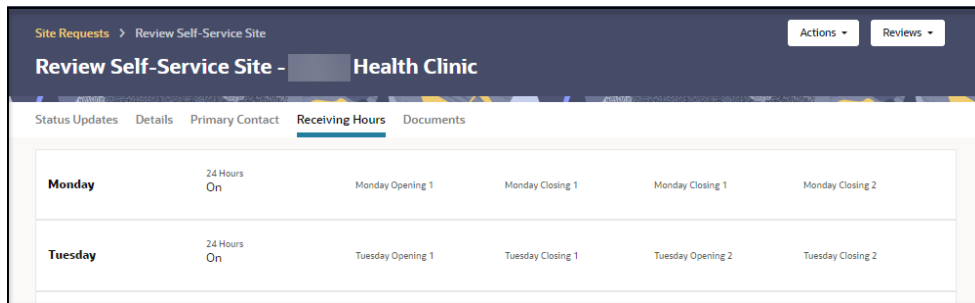 Site Requests > Review Self-Service Site
Actions Reviews
Review Self-Service Site - Health Clinic
Status Updates Details Primary Contact Receiving Hours Documents
24 Hours
Monday On Monday Opening 1 Monday Closing 1 Monday Closing 1 Monday Closing 2
24 Hours
Tuesday On Tuesday Opening 1 Tuesday Closing 1 Tuesday Opening 2 Tuesday Closing 2